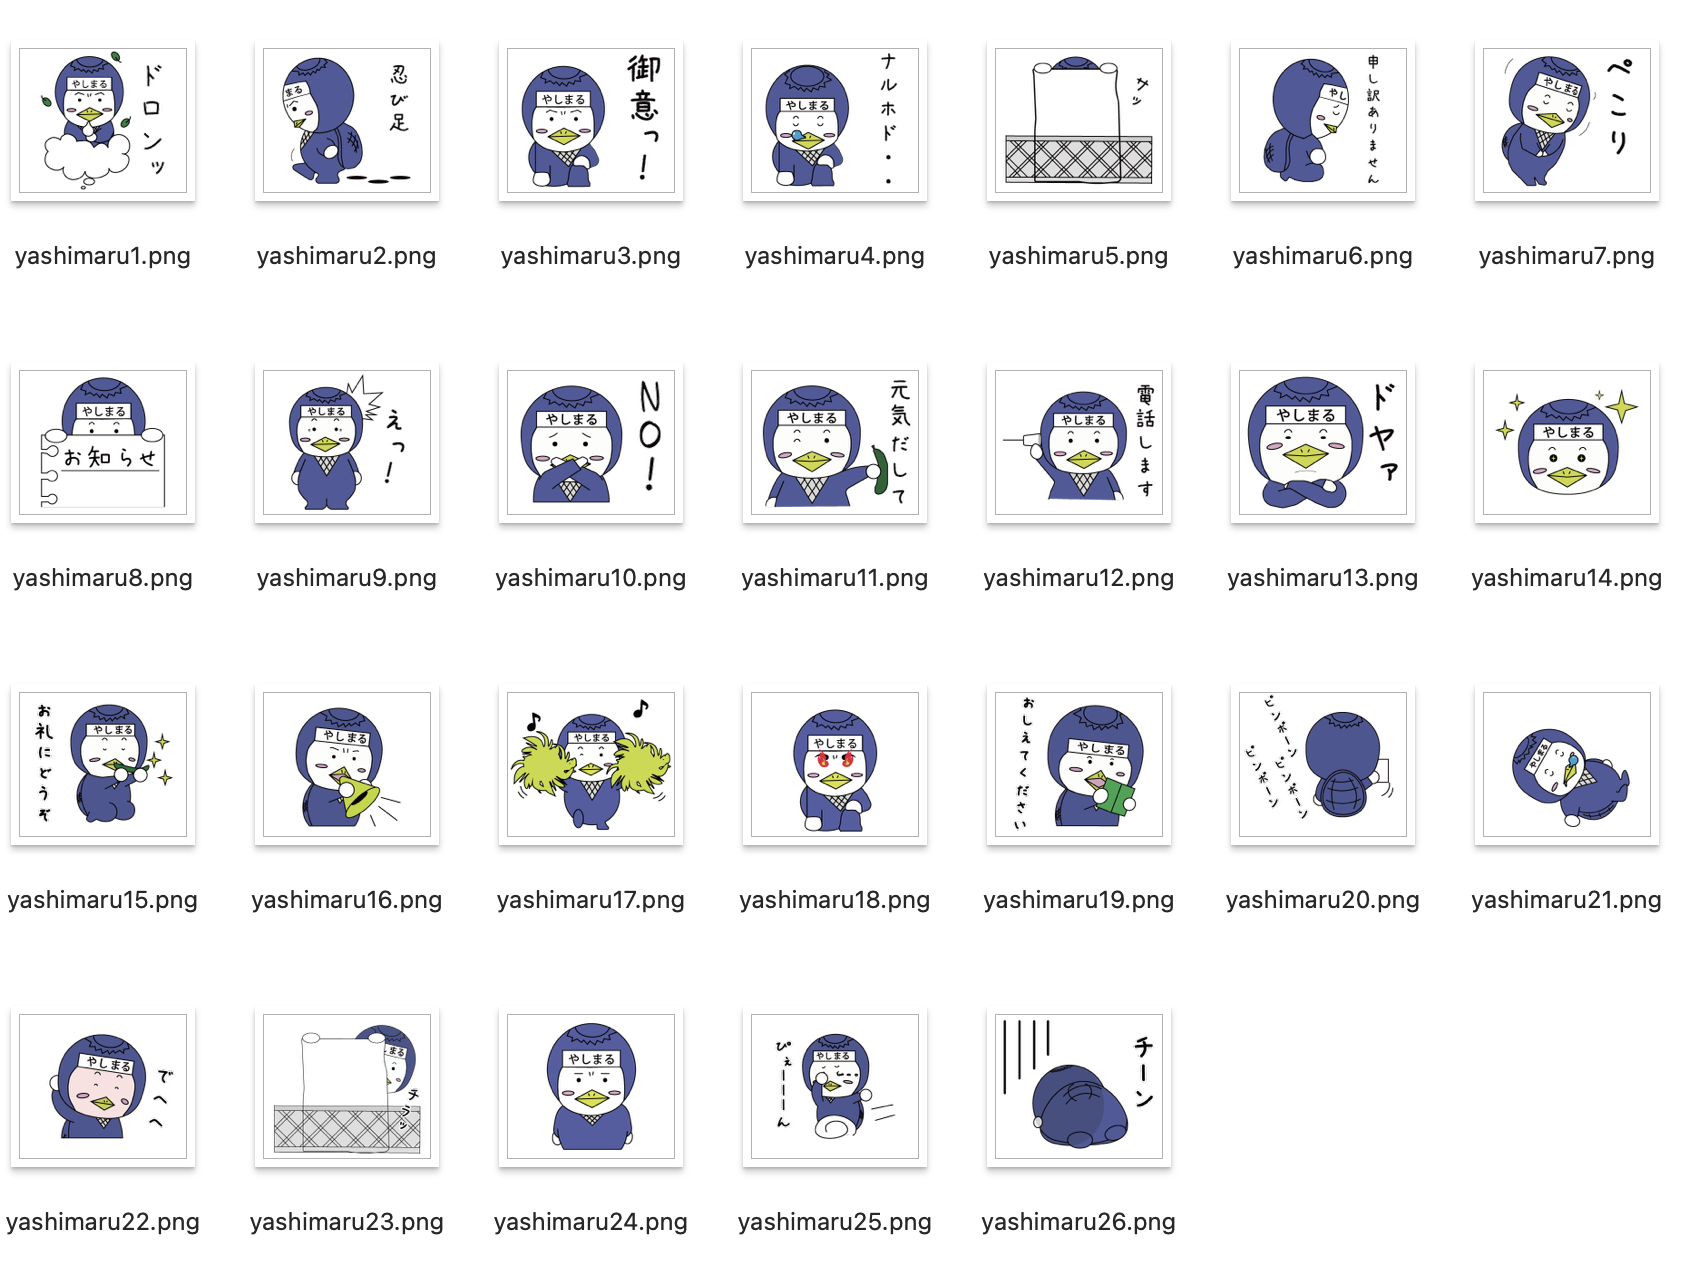 やしまる
ドロンッ
まる
忍び足
やしまる
御意っ!
やしまる
ナルホド・・
サッ
やし
申し訳ありません
やしまる
ぺこり
yashimaru1.png
yashimaru2.png
yashimaru3.png
yashimaru4.png
yashimaru5.png
yashimaru6.png
yashimaru7.png
やしまる
お知らせ
やしまる
えっ!
やしまる
NO!
やしまる
元気だして
やしまる
電話します
やしまる
ドヤァ
やしまる
yashimaru8.png
yashimaru9.png
yashimaru10.png
yashimaru11.png
yashimaru12.png
yashimaru13.png
yashimaru14.png
お礼にどうぞ
やしまる
やしまる
やしまる
やしまる
おしえてください
やしまる
ピンポーン
ピンポーン
ピンポーン
やしまる
yashimaru15.png
yashimaru16.png
yashimaru17.png
yashimaru18.png
yashimaru19.png
yashimaru20.png
yashimaru21.png
やしまる
でへへ
まる
チラッ
やしまる
ぴぇーーーん
やしまる
チーン
yashimaru22.png
yashimaru23.png
yashimaru24.png
yashimaru25.png
yashimaru26.png